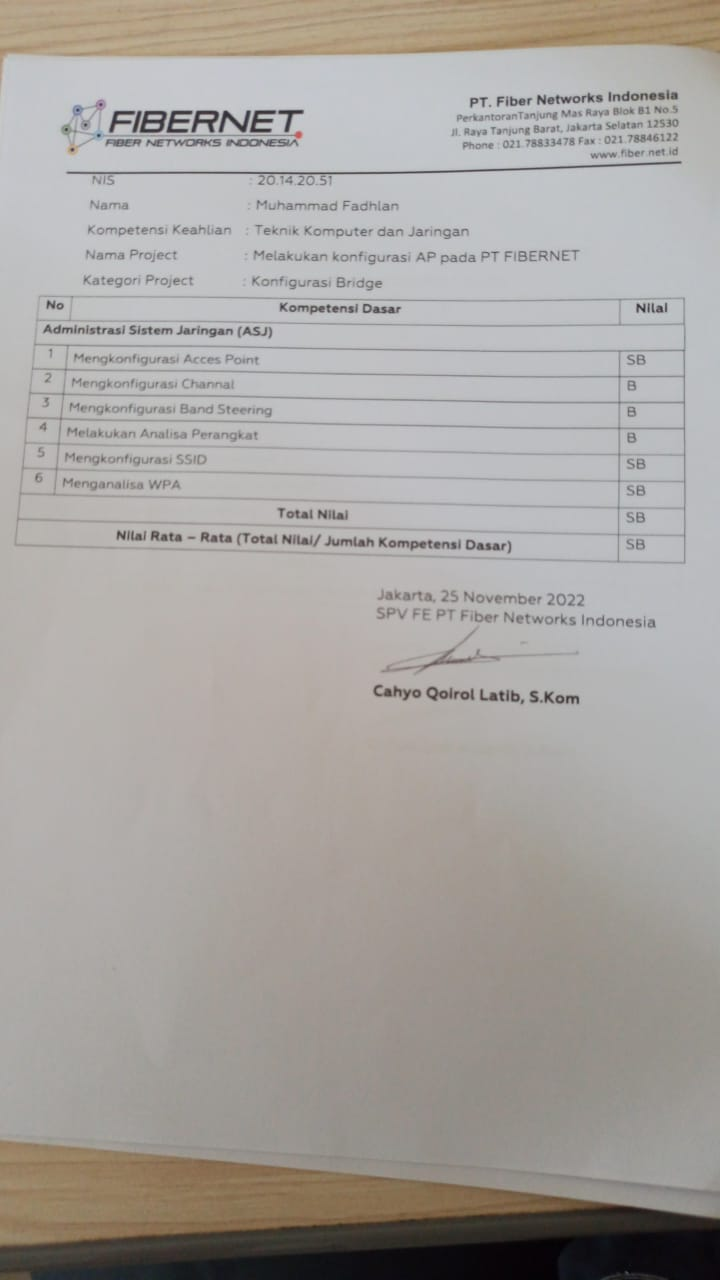 FIBERNET
FIBER NETWORKS INDONESIA
PT. Fiber Networks Indonesia
PerkantoranTanjung Mas Raya Blok B1 No.5
Jl. Raya Tanjung Barat, Jakarta Selatan 12530
Phone : 021.78833478 Fax : 021.78846122
www.fiber.net.id
NIS : 20.14.20.51
Nama : Muhammad Fadhlan
Kompetensi Keahlian : Teknik Komputer dan Jaringan
Nama Project : Melakukan konfigurasi AP pada PT FIBERNET
Kategori Project : Konfigurasi Bridge
No Kompetensi Dasar Nilai
Administrasi Sistem Jaringan (ASJ)
1 Mengkonfigurasi Acces Point SB
2 Mengkonfigurasi Channal B
3 Mengkonfigurasi Band Steering B
4 Melakukan Analisa Perangkat B
5 Mengkonfigurasi SSID SB
6 Menganalisa WPA SB
Total Nilai SB
Nilai Rata – Rata (Total Nilai/ Jumlah Kompetensi Dasar) SB
Jakarta, 25 November 2022
SPV FE PT Fiber Networks Indonesia
Cahyo Qoirol Latib, S.Kom